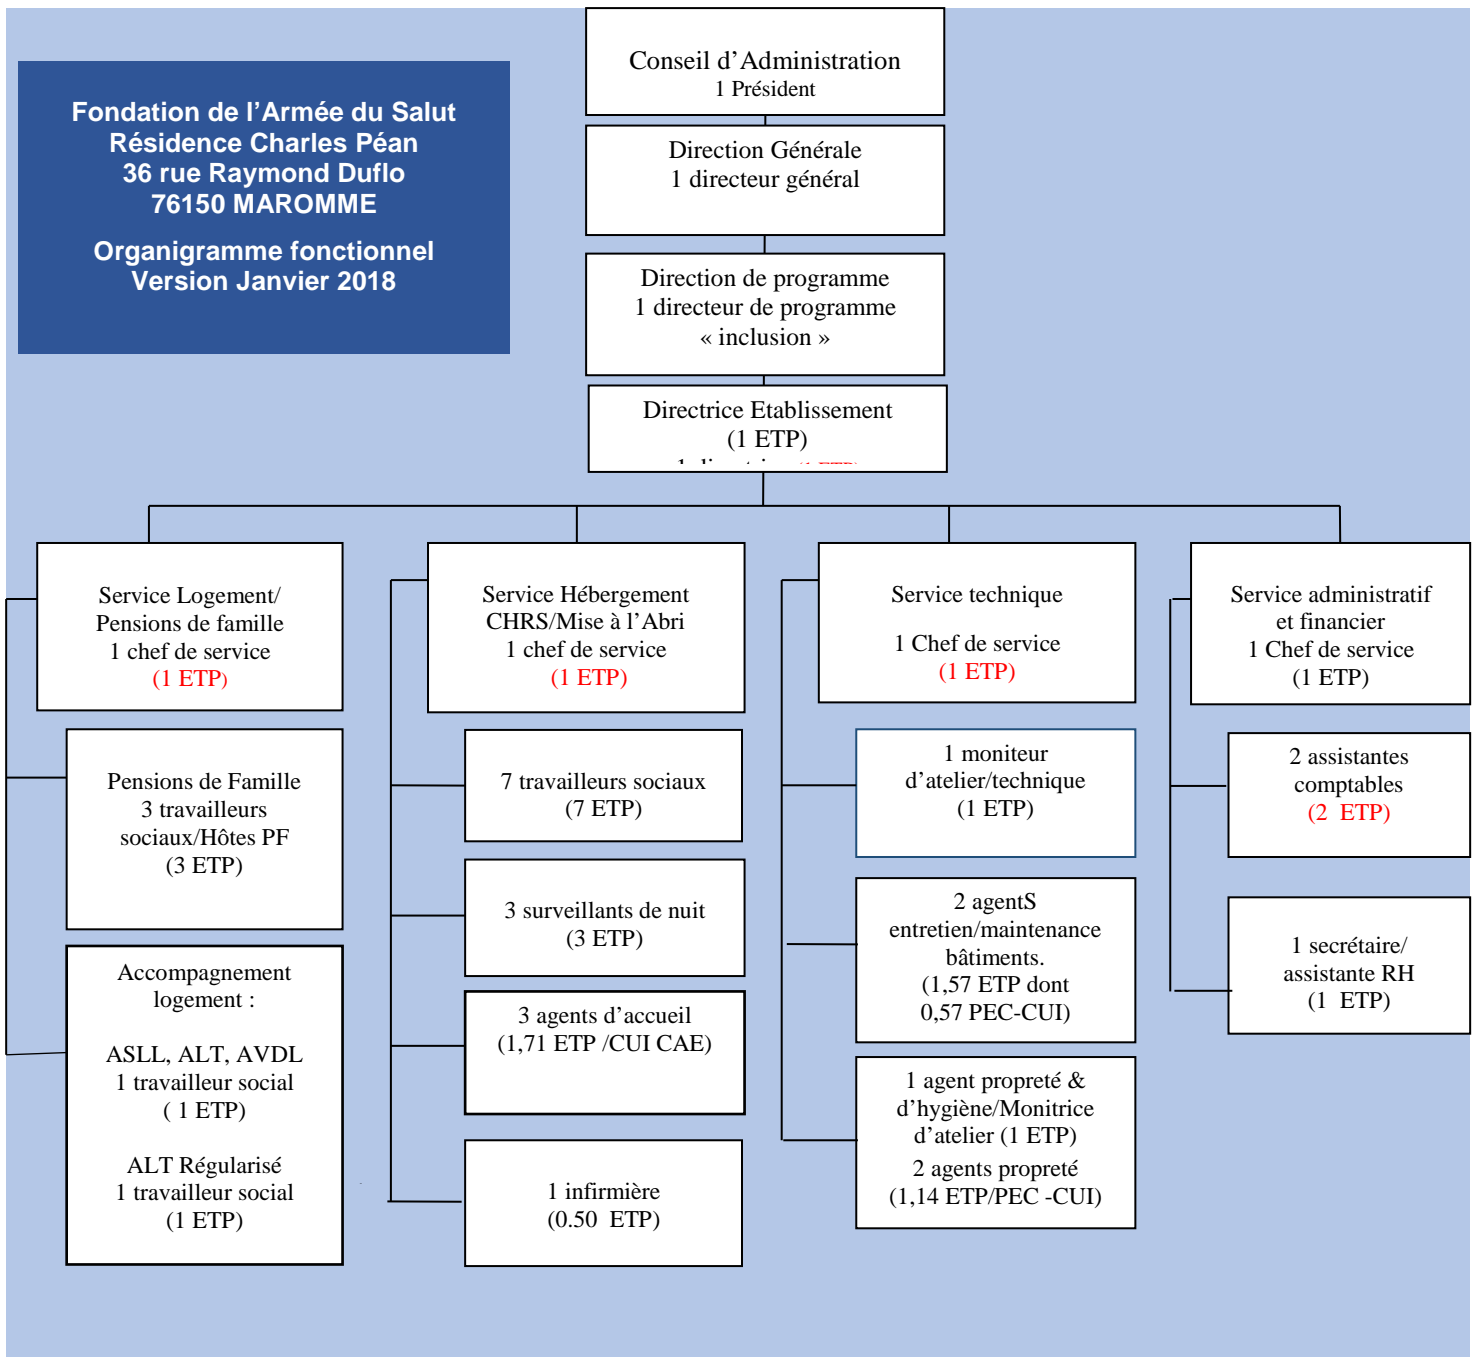 Fondation de l’Armée du Salut
Résidence Charles Péan
36 rue Raymond Duflo
76150 MAROMME
Organigramme fonctionnel
Version Janvier 2018
Conseil d’Administration
1 Président
Direction Générale
1 directeur général
Direction de programme
1 directeur de programme
« inclusion »
Directrice Etablissement
(1 ETP)
Service Logement/
Pensions de famille
1 chef de service
(1 ETP)
Pensions de Famille
3 travailleurs
sociaux/Hôtes PF
(3 ETP)
Accompagnement
logement :
ASLL, ALT, AVDL
1 travailleur social
( 1 ETP)
ALT Régularisé
1 travailleur social
(1 ETP)
Service Hébergement
CHRS/Mise à l’Abri
1 chef de service
(1 ETP)
7 travailleurs sociaux
(7 ETP)
3 surveillants de nuit
(3 ETP)
3 agents d’accueil
(1,71 ETP /CUI CAE)
1 infirmière
(0.50 ETP)
Service technique
1 Chef de service
(1 ETP)
1 moniteur
d’atelier/technique
(1 ETP)
2 agentS
entretien/maintenance
bâtiments.
(1,57 ETP dont
0,57 PEC-CUI)
1 agent propreté &
d’hygiène/Monitrice
d’atelier (1 ETP)
2 agents propreté
(1,14 ETP/PEC -CUI)
Service administratif
et financier
1 Chef de service
(1 ETP)
2 assistantes
comptables
(2 ETP)
1 secrétaire/
assistante RH
(1 ETP)